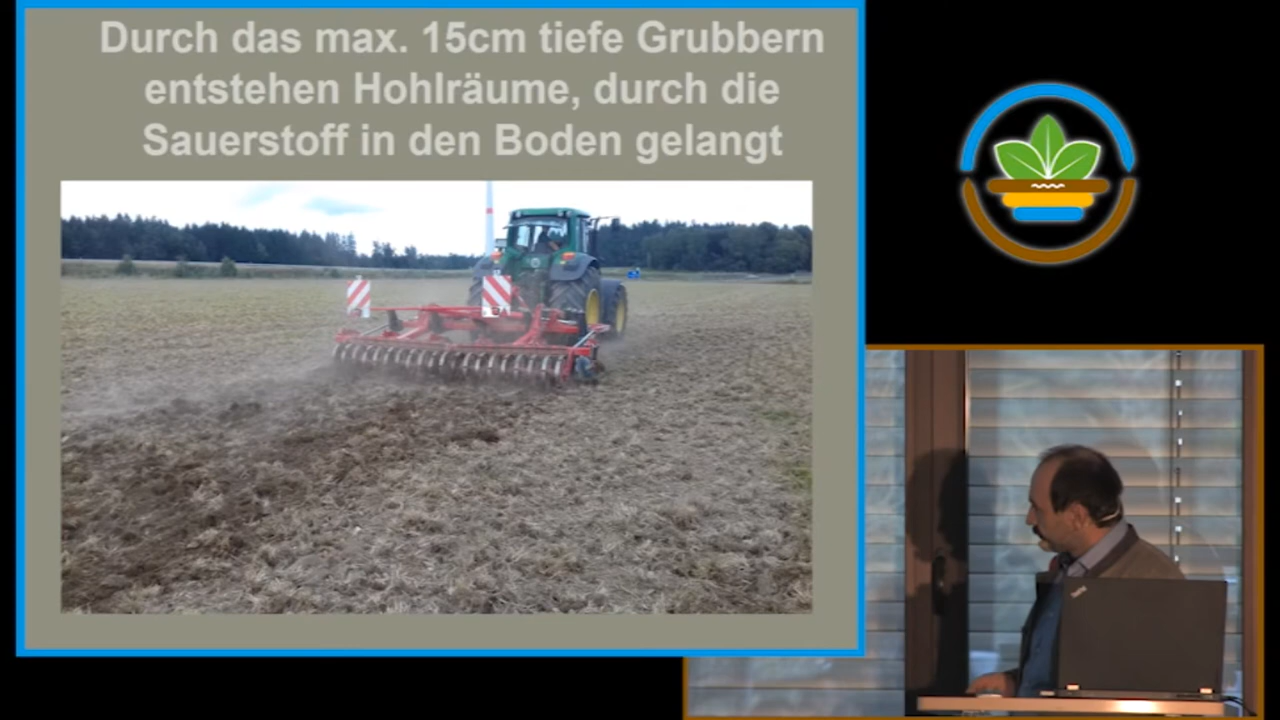 Durch das max. 15cm tiefe Grubbern
entstehen Hohlräume, durch die
Sauerstoff in den Boden gelangt